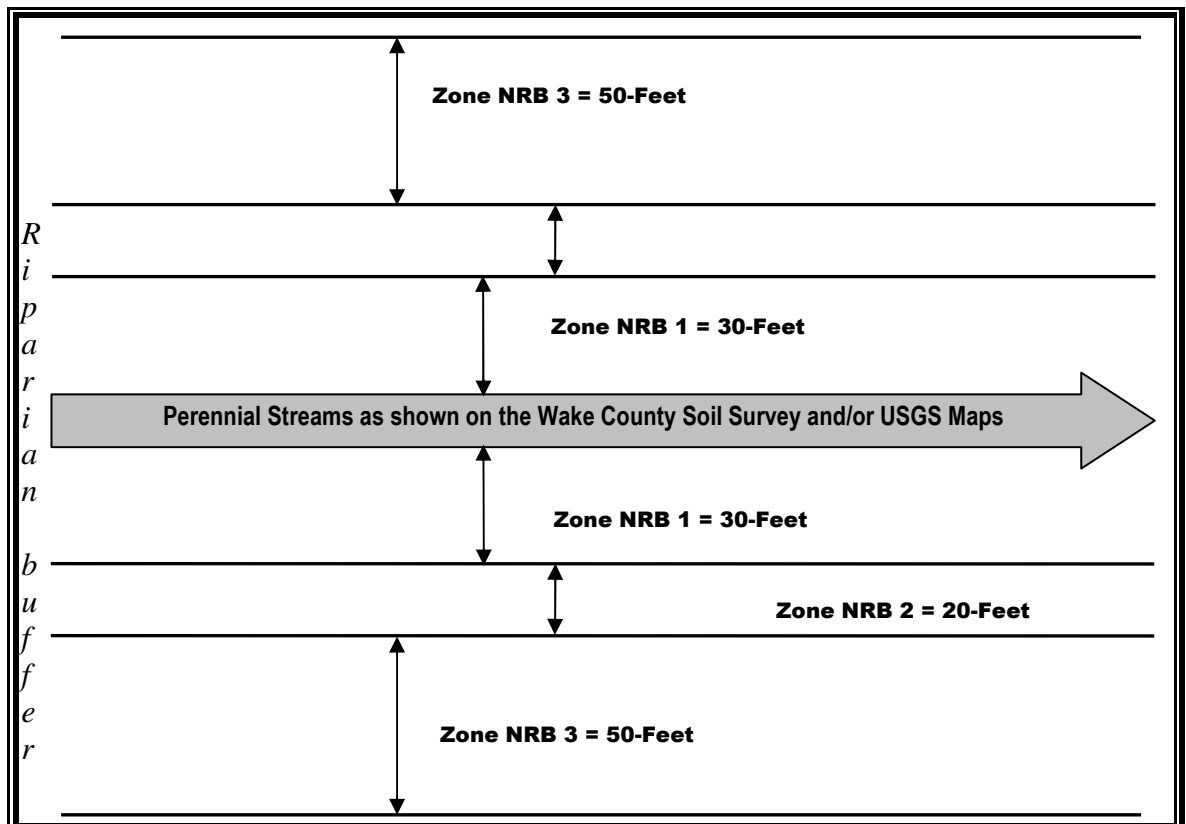 Zone NRB 3 = 50-Feet
Zone NRB 1 = 30-Feet
Perennial Streams as shown on the Wake County Soil Survey and/or USGS Maps
Zone NRB 1 = 30-Feet
Zone NRB 2 = 20-Feet
Zone NRB 3 = 50-Feet
Riparian buffer